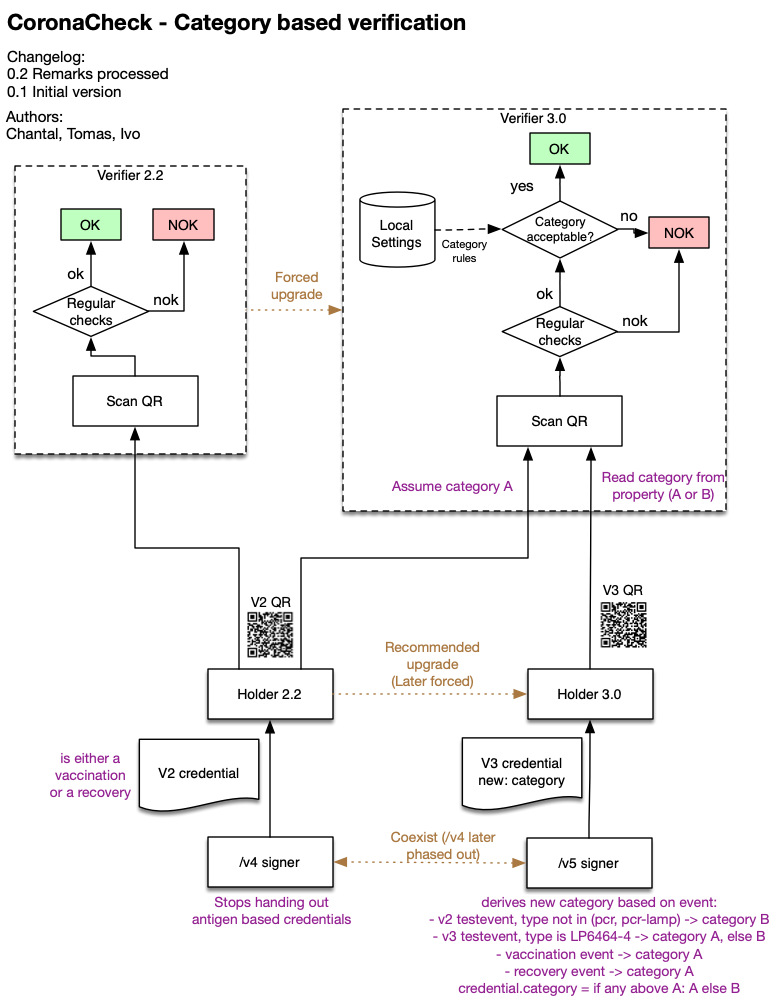 CoronaCheck - Category based verification
Changelog:
0.2 Remarks processed
0.1 Initial version
Authors:
Chantal, Tomas, Ivo
Verifier 2.2
OK
NOK
ok
nok
Regular
checks
Scan QR
Forced
upgrade
Verifier 3.0
OK
yes
Local
Settings
Category
rules
Category
acceptable?
no
NOK
ok
Regular
checks
nok
Scan QR
Assume category A
Read category from
property (A or B)
V2 QR
V3 QR
Recommended
upgrade
(Later forced)
Holder 2.2
Holder 3.0
is either a
vaccination
or a recovery
V2 credential
V3 credential
new: category
Coexist (/v4 later
phased out)
/v4 signer
/v5 signer
Stops handing out
antigen based credentials
derives new category based on event:
- v2 testevent, type not in (pcr, pcr-lamp) -> category B
- v3 testevent, type is LP6464-4 -> category A, else B
- vaccination event -> category A
- recovery event -> category A
credential.category = if any above A: A else B